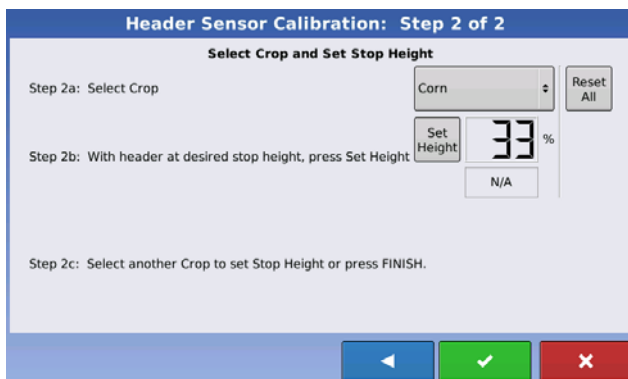 Header Sensor Calibration: Step 2 of 2
Select Crop and Set Stop Height
Step 2a: Select Crop
Corn
Reset
All
Step 2b: With header at desired stop height, press Set Height
Set
Height
33 %
N/A
Step 2c: Select another Crop to set Stop Height or press FINISH.